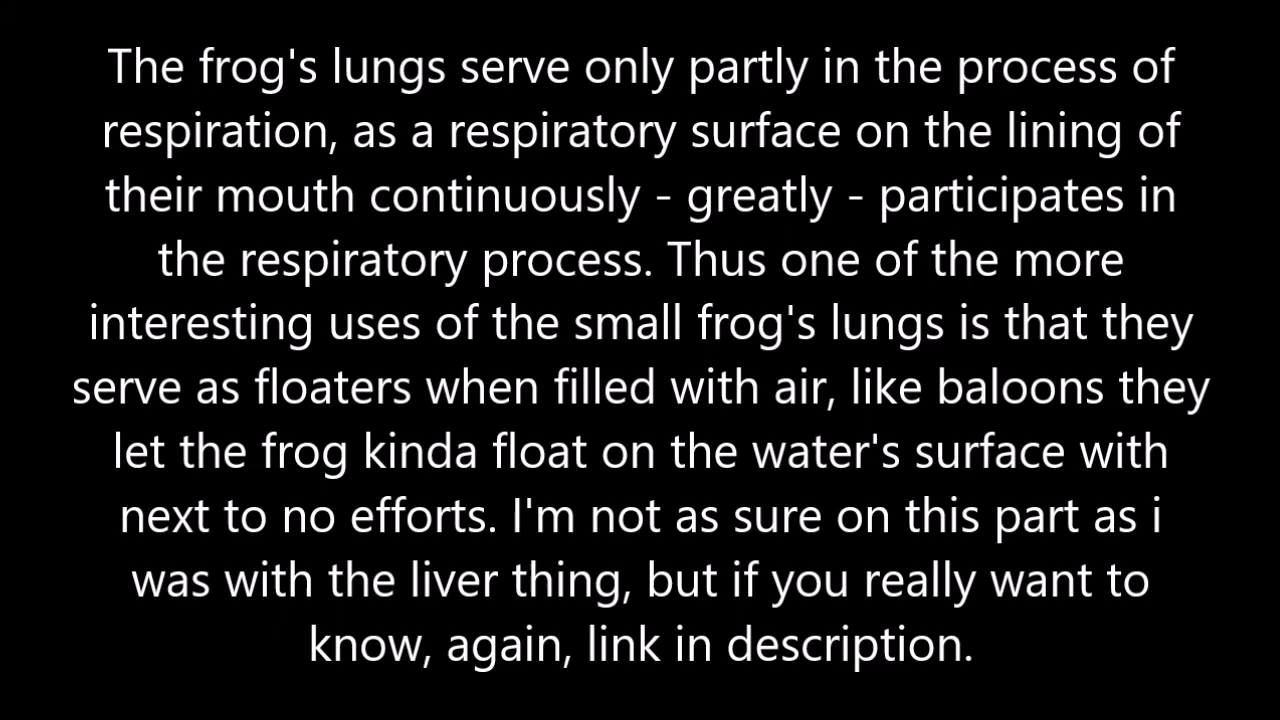 The frog's lungs serve only partly in the process of
respiration, as a respiratory surface on the lining of
their mouth continuously - greatly - participates in
the respiratory process. Thus one of the more
interesting uses of the small frog's lungs is that they
serve as floaters when filled with air, like baloons they
let the frog kinda float on the water's surface with
next to no efforts. I'm not as sure on this part as i
was with the liver thing, but if you really want to
know, again, link in description.